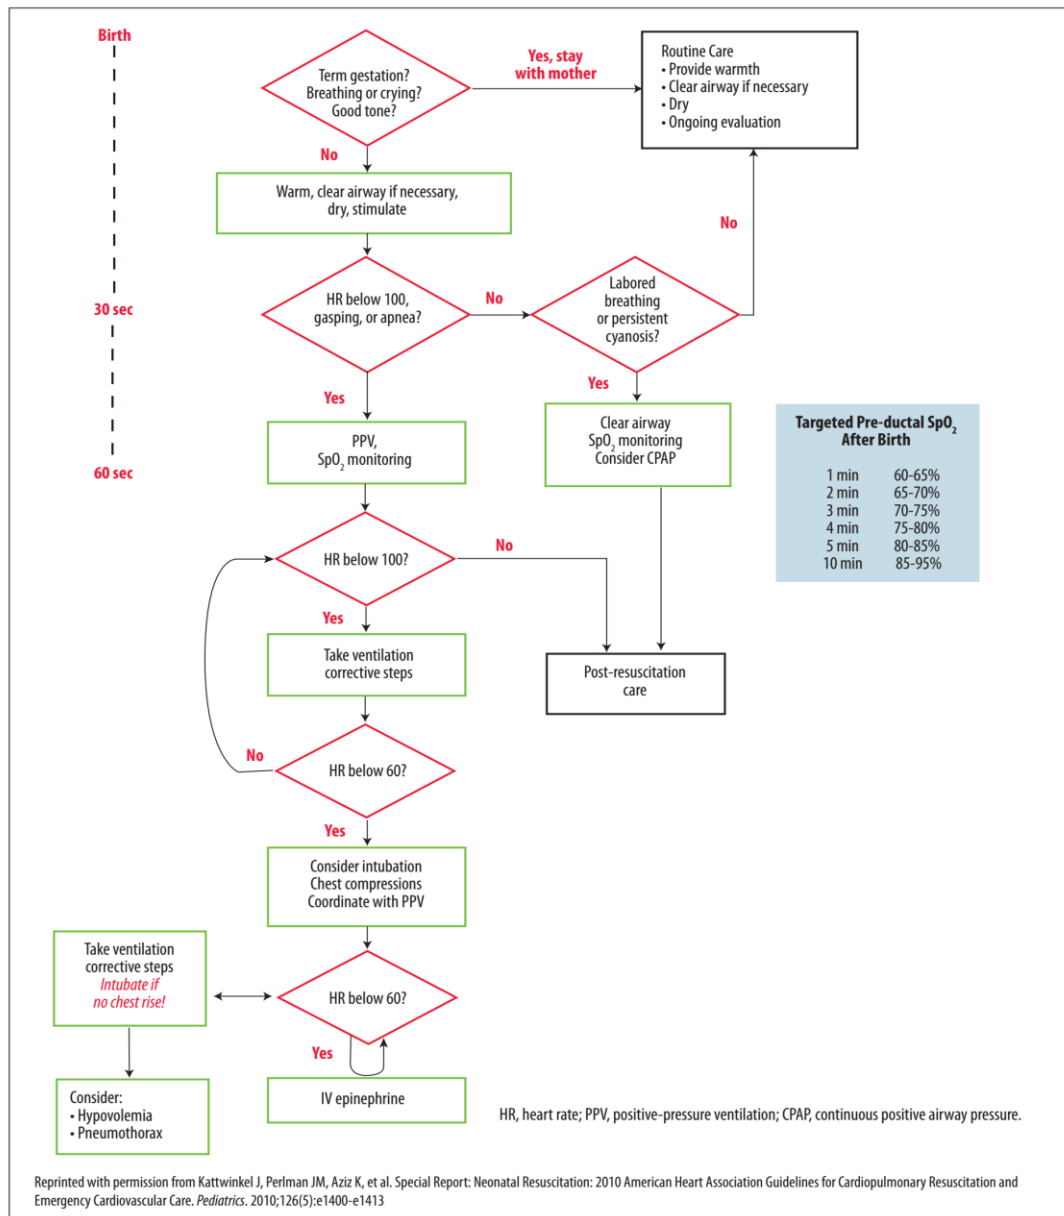 Birth
Term gestation?
Breathing or crying?
Good tone?
Yes, stay
with mother
Routine Care
• Provide warmth
• Clear airway if necessary
• Dry
• Ongoing evaluation
No
Warm, clear airway if necessary,
dry, stimulate
No
30 sec
HR below 100,
gasping, or apnea?
No
Labored
breathing
or persistent
cyanosis?
Yes
Yes
60 sec
PPV,
SpO₂ monitoring
Clear airway
SpO₂ monitoring
Consider CPAP
Targeted Pre-ductal SpO₂
After Birth
1 min 60-65%
2 min 65-70%
3 min 70-75%
4 min 75-80%
5 min 80-85%
10 min 85-95%
HR below 100?
No
Yes
Take ventilation
corrective steps
Post-resuscitation
care
No
HR below 60?
Yes
Consider intubation
Chest compressions
Coordinate with PPV
Take ventilation
corrective steps
Intubate if
no chest rise!
HR below 60?
Yes
Consider:
• Hypovolemia
• Pneumothorax
IV epinephrine
HR, heart rate; PPV, positive-pressure ventilation; CPAP, continuous positive airway pressure.
Reprinted with permission from Kattwinkel J, Perlman JM, Aziz K, et al. Special Report: Neonatal Resuscitation: 2010 American Heart Association Guidelines for Cardiopulmonary Resuscitation and
Emergency Cardiovascular Care. Pediatrics. 2010;126(5):e1400-e1413